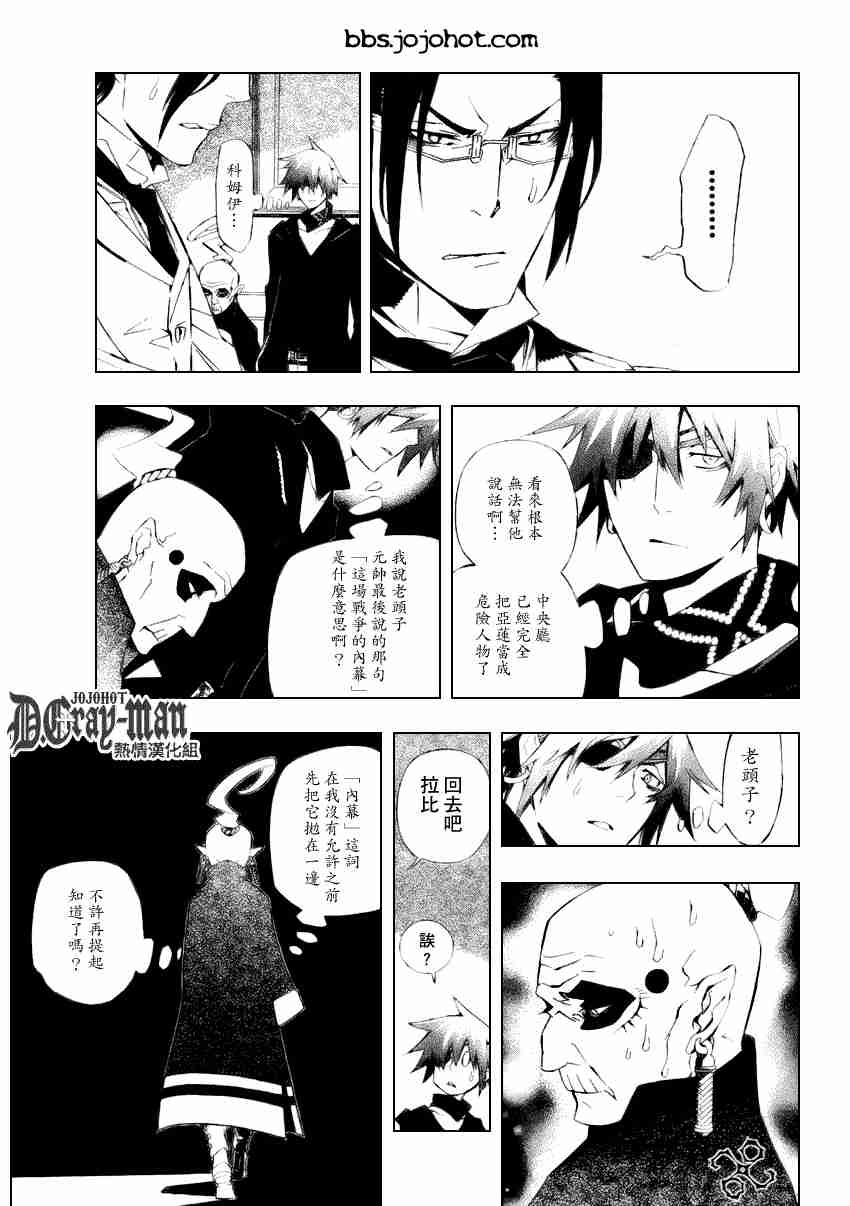 bbs.jojohot.com
………
科姆伊…
看來根本
無法幫他
說話啊…
中央廳
已經完全
把亞蓮當成
危險人物了
我說老頭子
元帥最後說的那句
「這場戰爭的內幕」
是什麼意思啊？
JOJOHOT
D.Gray-man
熱情漢化組
老頭子？
回去吧
拉比
誒？
「內幕」這詞
在我沒有允許之前
先把它拋在一邊
不許再提起
知道了嗎？